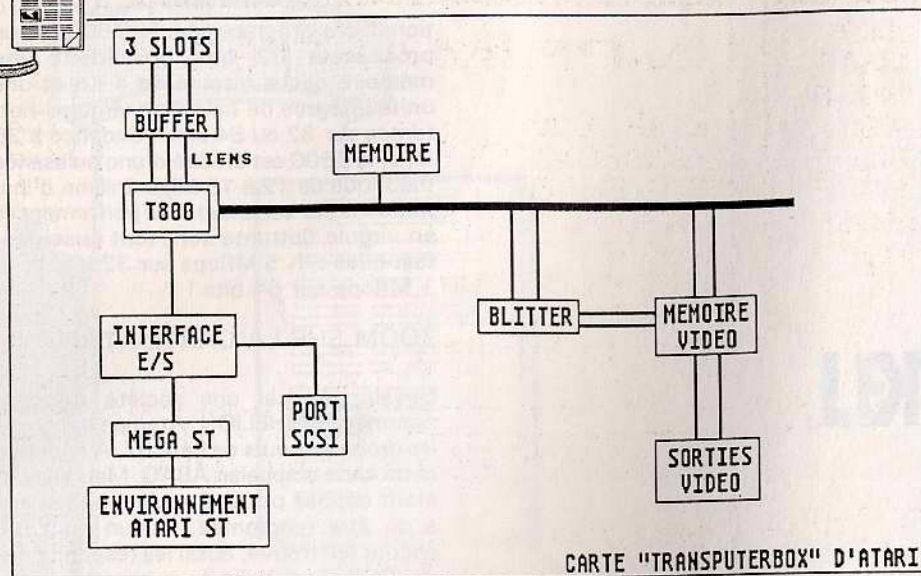 3 SLOTS
BUFFER
LIENS
MEMOIRE
T800
BLITTER
MEMOIRE
VIDEO
INTERFACE
E/S
PORT
SCSI
MEGA ST
SORTIES
VIDEO
ENVIRONNEMENT
ATARI ST
CARTE "TRANSPUTERBOX" D'ATARI